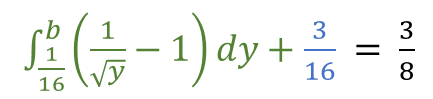 ∫_{1/16}^{b} (1/√y − 1) dy + 3/16 = 3/8